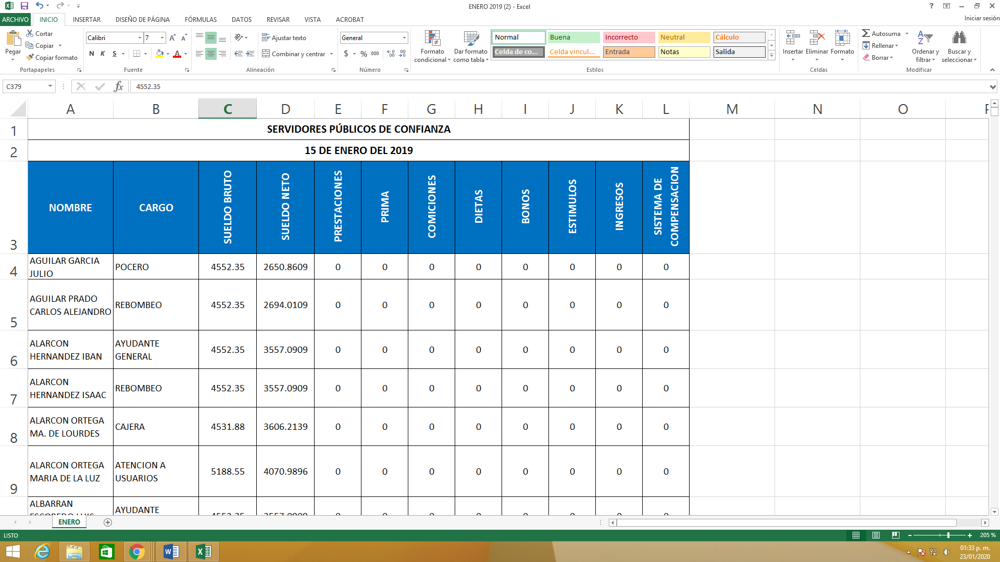 ENERO 2019 (2) - Excel
Iniciar sesión
ARCHIVO INICIO INSERTAR DISEÑO DE PÁGINA FÓRMULAS DATOS REVISAR VISTA ACROBAT
Pegar
Cortar
Copiar
Copiar formato
Portapapeles
Calibri 7
N K S
Fuente
Ajustar texto
Combinar y centrar
Alineación
General
$ % 000
Número
Formato condicional
Dar formato como tabla
Normal Buena Incorrecto Neutral Cálculo
Celda de co... Celda vincul... Entrada Notas Salida
Estilos
Insertar Eliminar Formato
Celdas
Autosuma
Rellenar
Borrar
Ordenar y filtrar
Buscar y seleccionar
Modificar
C379 fx 4552.35
A B C D E F G H I J K L M N O
1 SERVIDORES PÚBLICOS DE CONFIANZA
2 15 DE ENERO DEL 2019
3 NOMBRE CARGO SUELDO BRUTO SUELDO NETO PRESTACIONES PRIMA COMICIONES DIETAS BONOS ESTIMULOS INGRESOS SISTEMA DE COMPENSACION
4 AGUILAR GARCIA JULIO POCERO 4552.35 2650.8609 0 0 0 0 0 0 0 0
5 AGUILAR PRADO CARLOS ALEJANDRO REBOMBEO 4552.35 2694.0109 0 0 0 0 0 0 0 0
6 ALARCON HERNANDEZ IBAN AYUDANTE GENERAL 4552.35 3557.0909 0 0 0 0 0 0 0 0
7 ALARCON HERNANDEZ ISAAC REBOMBEO 4552.35 3557.0909 0 0 0 0 0 0 0 0
8 ALARCON ORTEGA MA. DE LOURDES CAJERA 4531.88 3606.2139 0 0 0 0 0 0 0 0
9 ALARCON ORTEGA MARIA DE LA LUZ ATENCION A USUARIOS 5188.55 4070.9896 0 0 0 0 0 0 0 0
ALBARRAN AYUDANTE
ENERO
LISTO
205 %
01:33 p. m.
23/01/2020